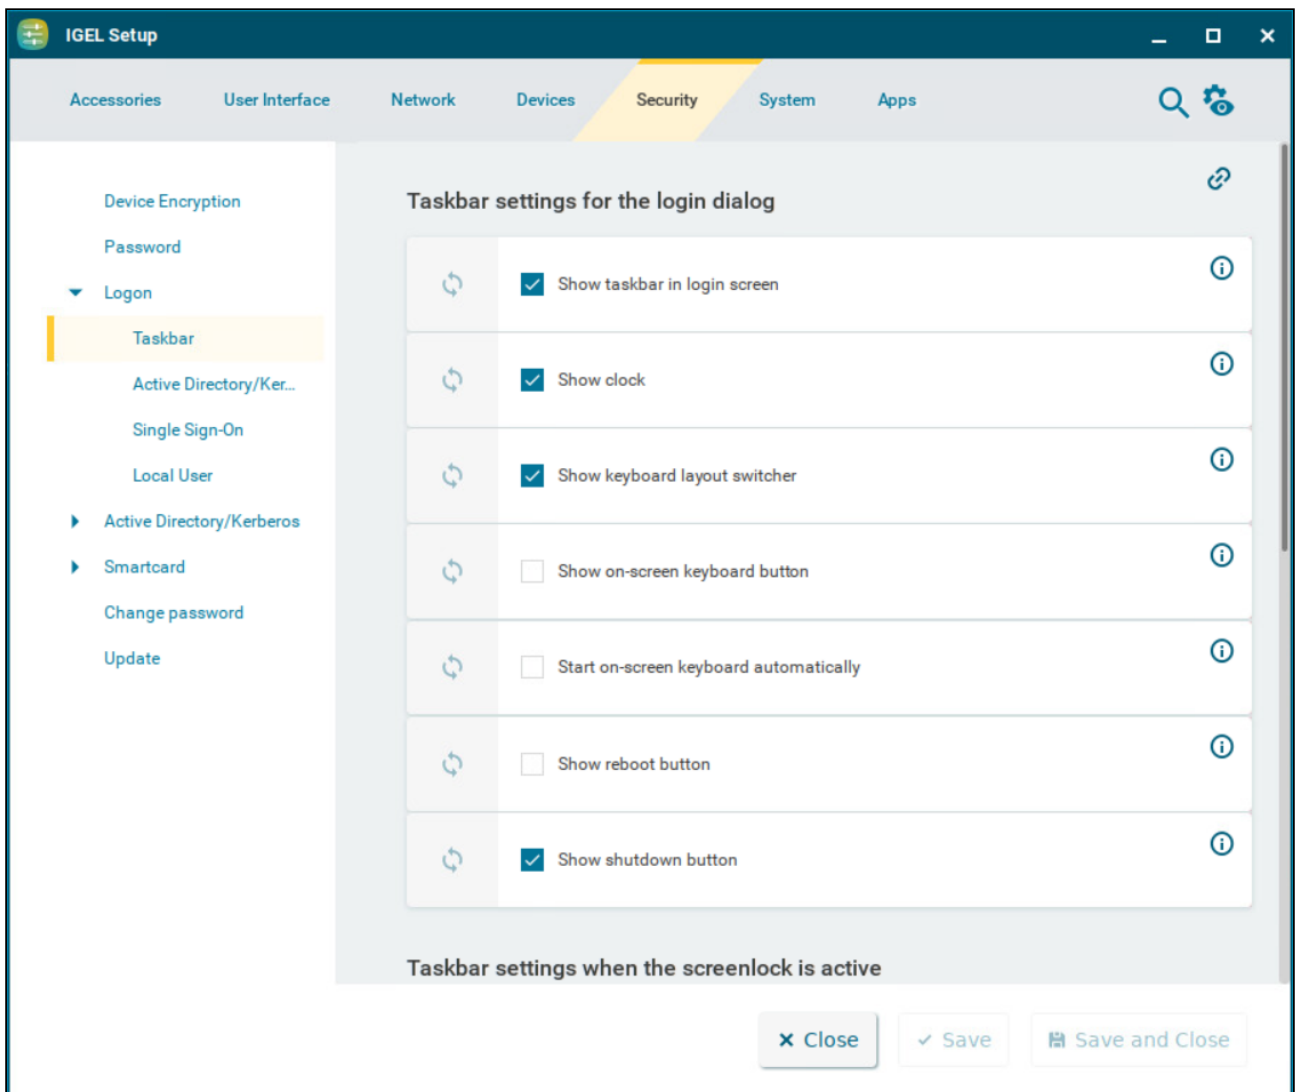 IGEL Setup
Accessories User Interface Network Devices Security System Apps
Device Encryption
Password
Logon
Taskbar
Active Directory/Ker...
Single Sign-On
Local User
Active Directory/Kerberos
Smartcard
Change password
Update
Taskbar settings for the login dialog
Show taskbar in login screen
Show clock
Show keyboard layout switcher
Show on-screen keyboard button
Start on-screen keyboard automatically
Show reboot button
Show shutdown button
Taskbar settings when the screenlock is active
Close Save Save and Close